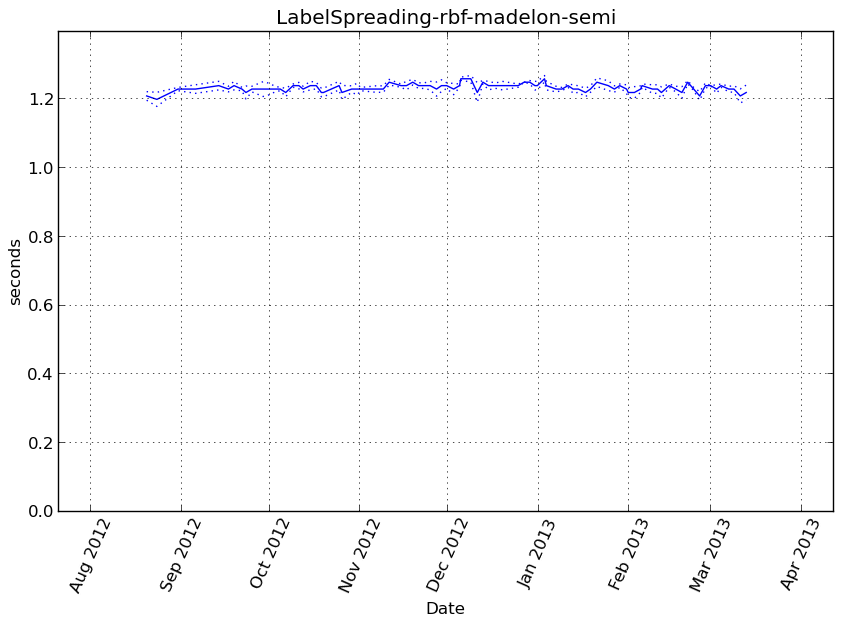 LabelSpreading-rbf-madelon-semi
seconds
1.2
1.0
0.8
0.6
0.4
0.2
0.0
Aug 2012
Sep 2012
Oct 2012
Nov 2012
Dec 2012
Jan 2013
Feb 2013
Mar 2013
Apr 2013
Date